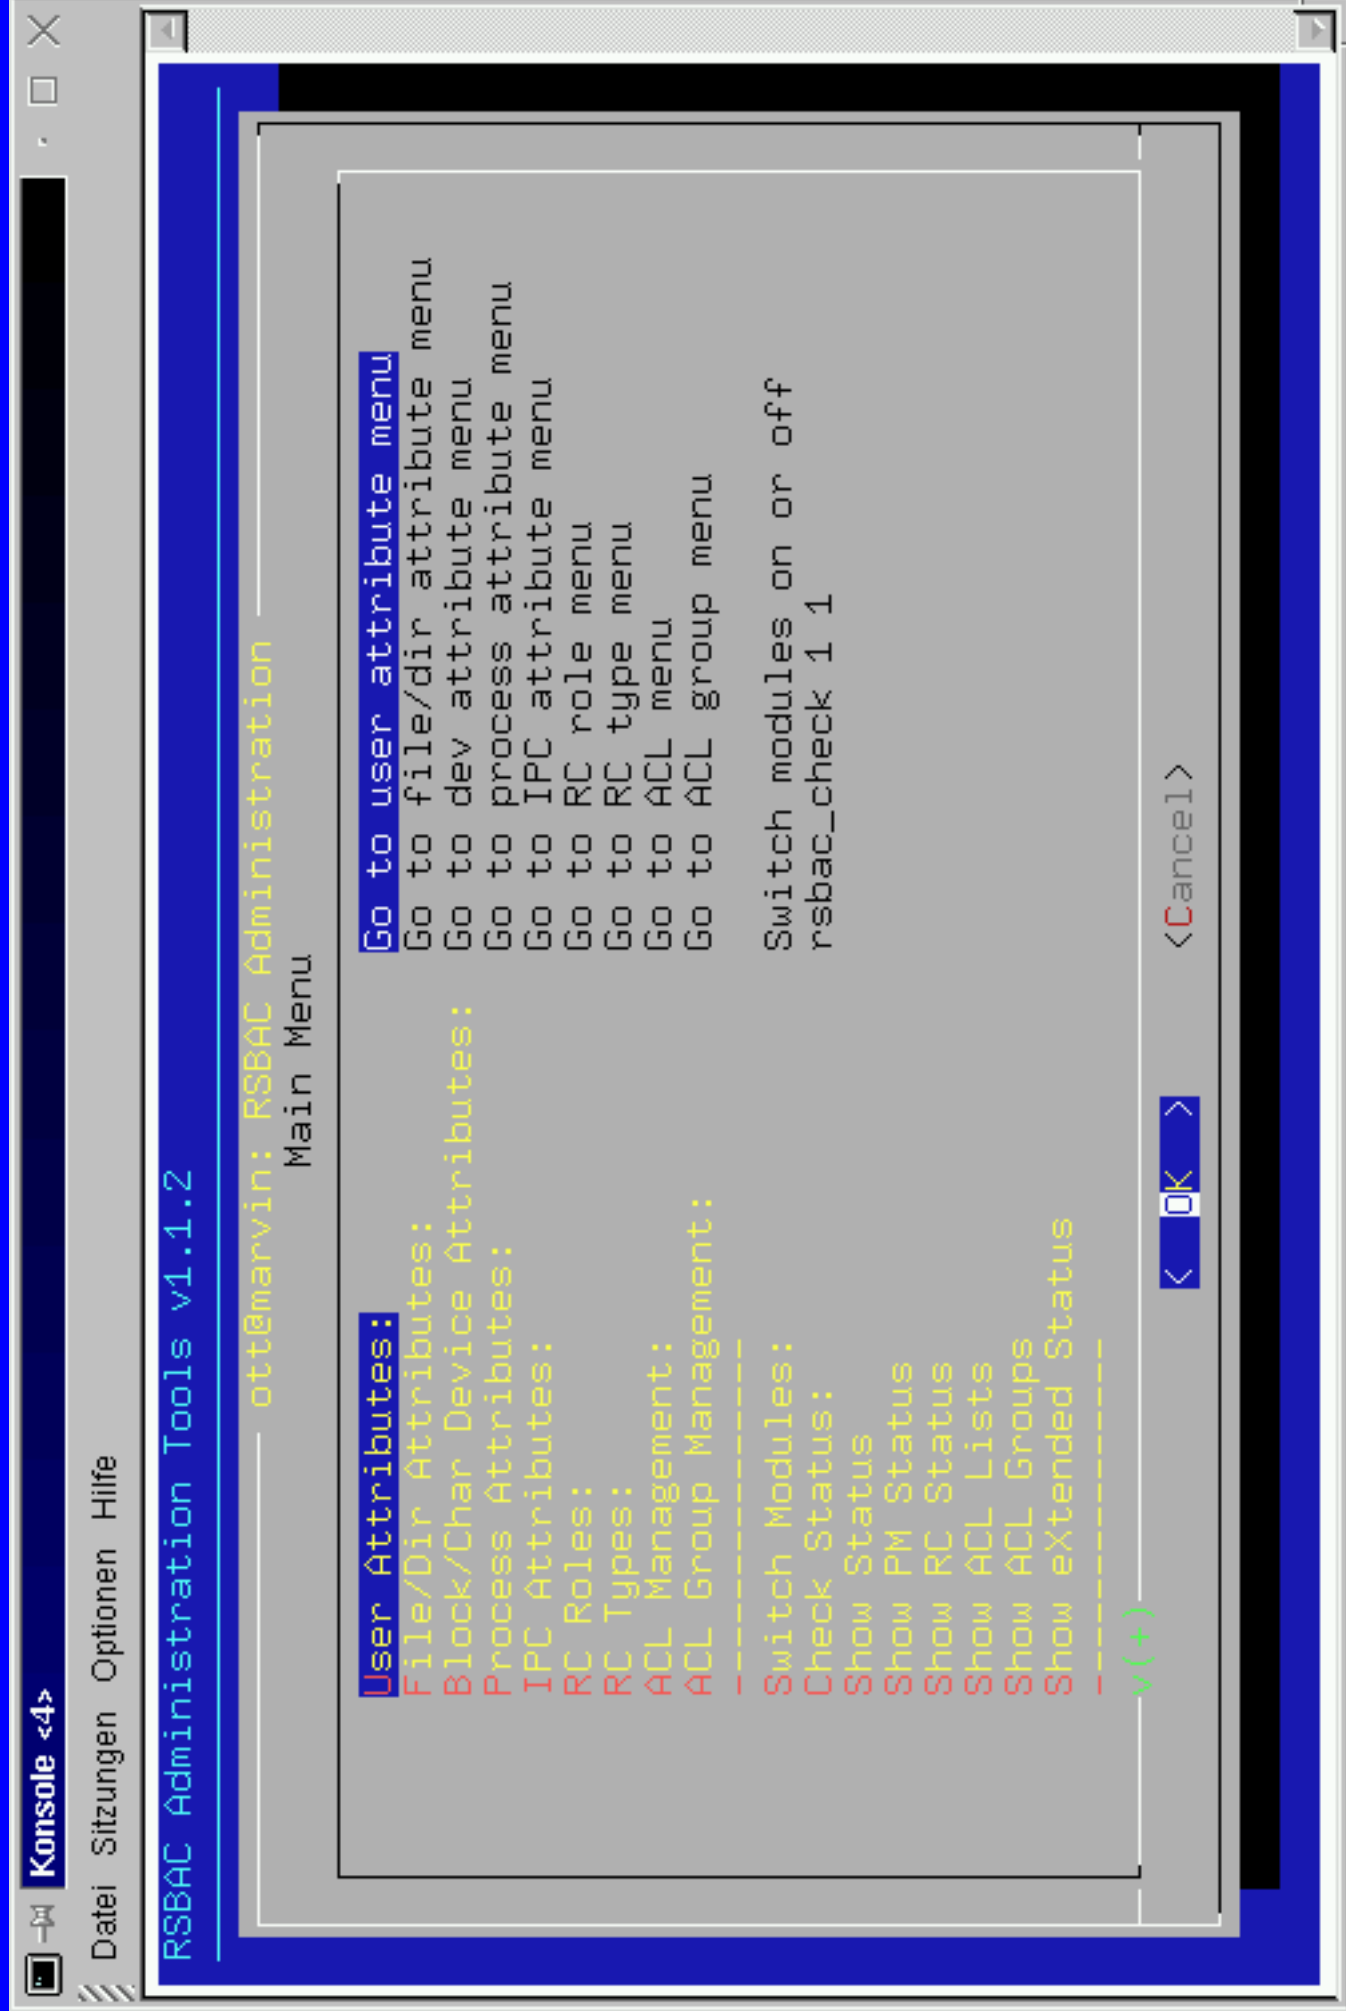 Konsole <4>
Datei Sitzungen Optionen Hilfe
RSBAC Administration Tools v1.1.2
ott@marvin: RSBAC Administration
Main Menu
User Attributes: Go to user attribute menu
File/Dir Attributes: Go to file/dir attribute menu
Block/Char Device Attributes: Go to dev attribute menu
Process Attributes: Go to process attribute menu
IPC Attributes: Go to IPC attribute menu
RC Roles: Go to RC role menu
RC Types: Go to RC type menu
ACL Management: Go to ACL menu
ACL Group Management: Go to ACL group menu
---------------
Switch Modules: Switch modules on or off
Check Status: rsbac_check 1 1
Show Status
Show PM Status
Show RC Status
Show ACL Lists
Show ACL Groups
Show eXtended Status
---------------
v(+)
< OK > <Cancel>